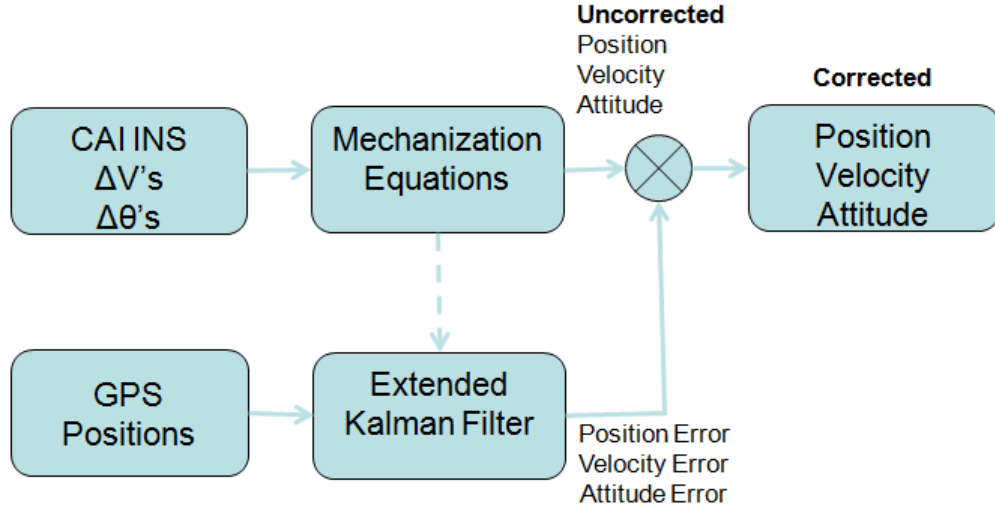 Uncorrected
Position
Velocity
Attitude
Corrected
CAI INS
ΔV's
Δθ's
Mechanization
Equations
Position
Velocity
Attitude
GPS
Positions
Extended
Kalman Filter
Position Error
Velocity Error
Attitude Error